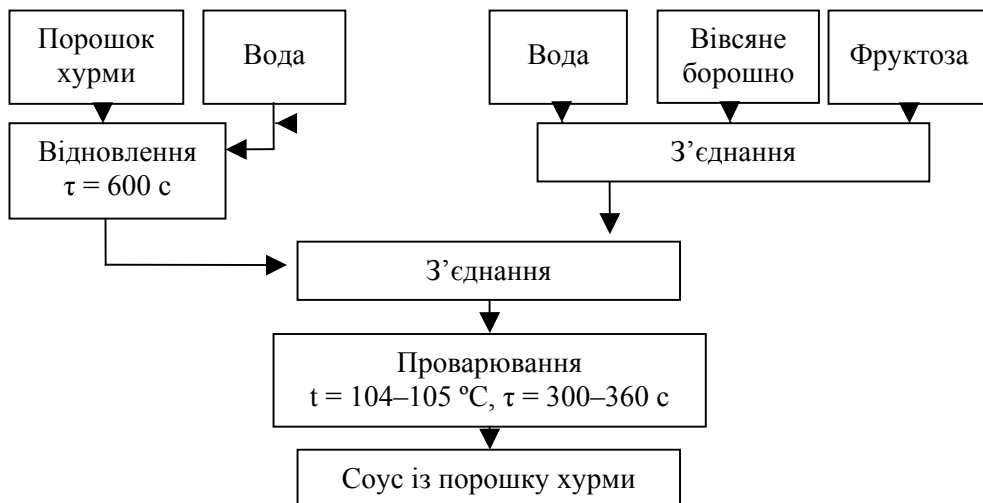 Порошок
хурми
Вода
Вода
Вівсяне
борошно
Фруктоза
Відновлення
τ = 600 с
З’єднання
З’єднання
Проварювання
t = 104–105 ºС, τ = 300–360 с
Соус із порошку хурми